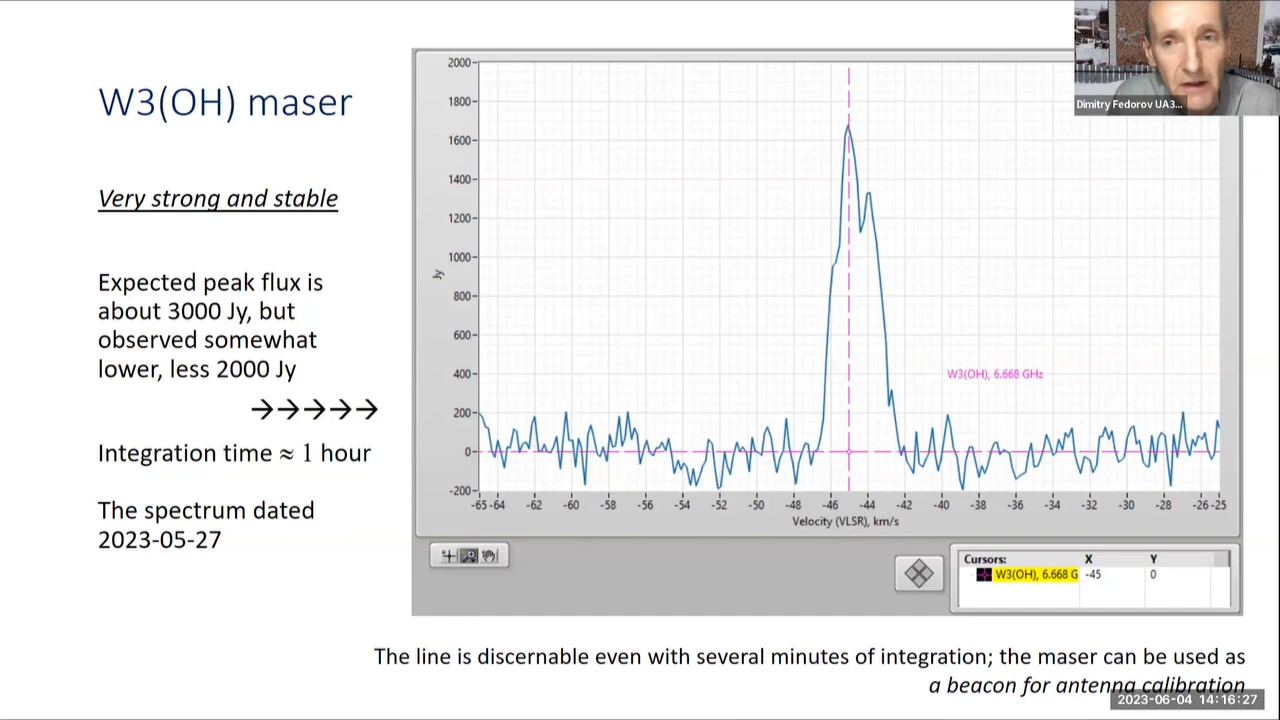 W3(OH) maser
Very strong and stable
Expected peak flux is
about 3000 Jy, but
observed somewhat
lower, less 2000 Jy
→→→→→
Integration time ≈ 1 hour
The spectrum dated
2023-05-27
2000-
1800-
1600-
1400-
1200-
1000-
800-
600-
400-
200-
0-
-200-
Jy
W3(OH), 6.668 GHz
-65 -64 -62 -60 -58 -56 -54 -52 -50 -48 -46 -44 -42 -40 -38 -36 -34 -32 -30 -28 -26 -25
Velocity (VLSR), km/s
Cursors: X Y
W3(OH), 6.668 G -45 0
Dimitry Fedorov UA3...
The line is discernable even with several minutes of integration; the maser can be used as
a beacon for antenna calibration
2023-06-04 14:16:27